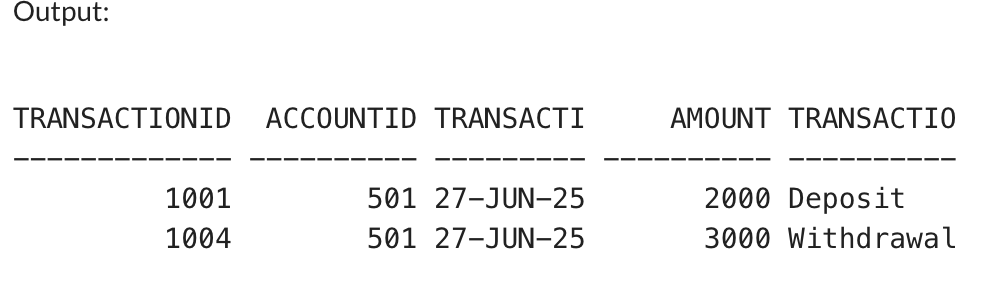 Output:
TRANSACTIONID  ACCOUNTID TRANSACTI     AMOUNT TRANSACTIO
------------- ---------- --------- ---------- ----------
         1001        501 27-JUN-25       2000 Deposit
         1004        501 27-JUN-25       3000 Withdrawal